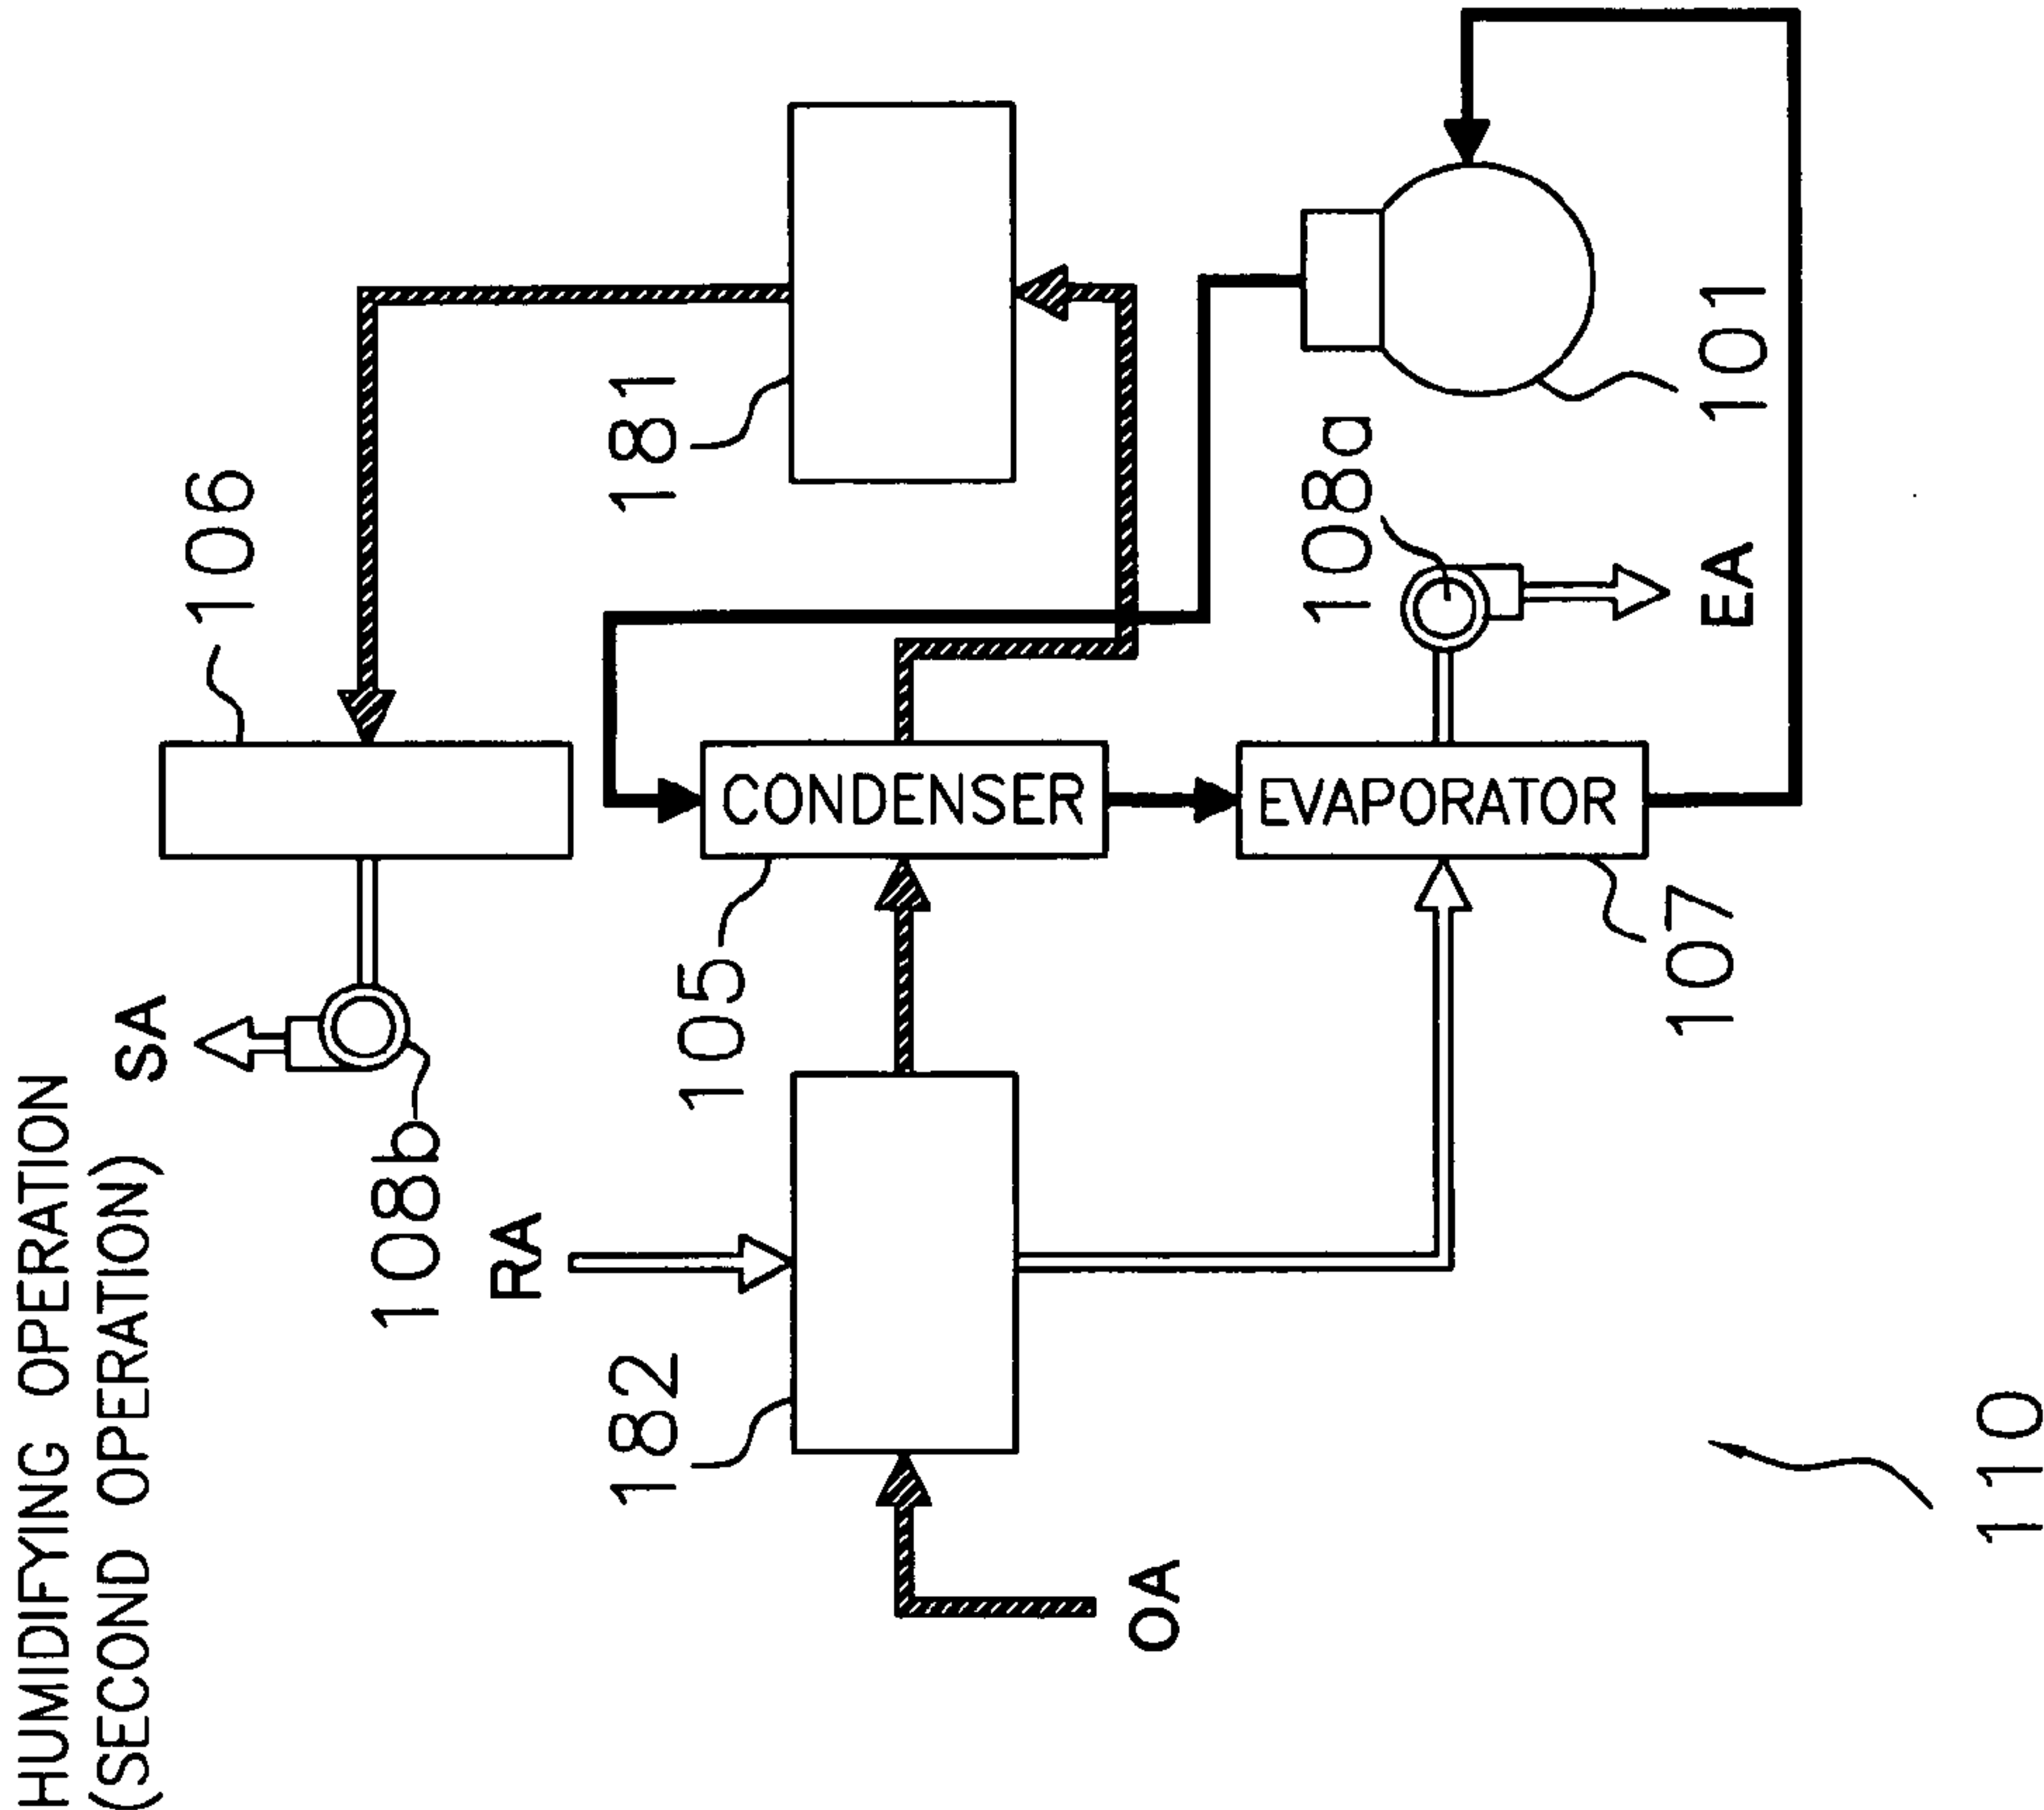 HUMIDIFYING OPERATION
(SECOND OPERATION)
SA
106
108b
RA
181
182
105
CONDENSER
OA
EVAPORATOR
108a
107
101
EA
110